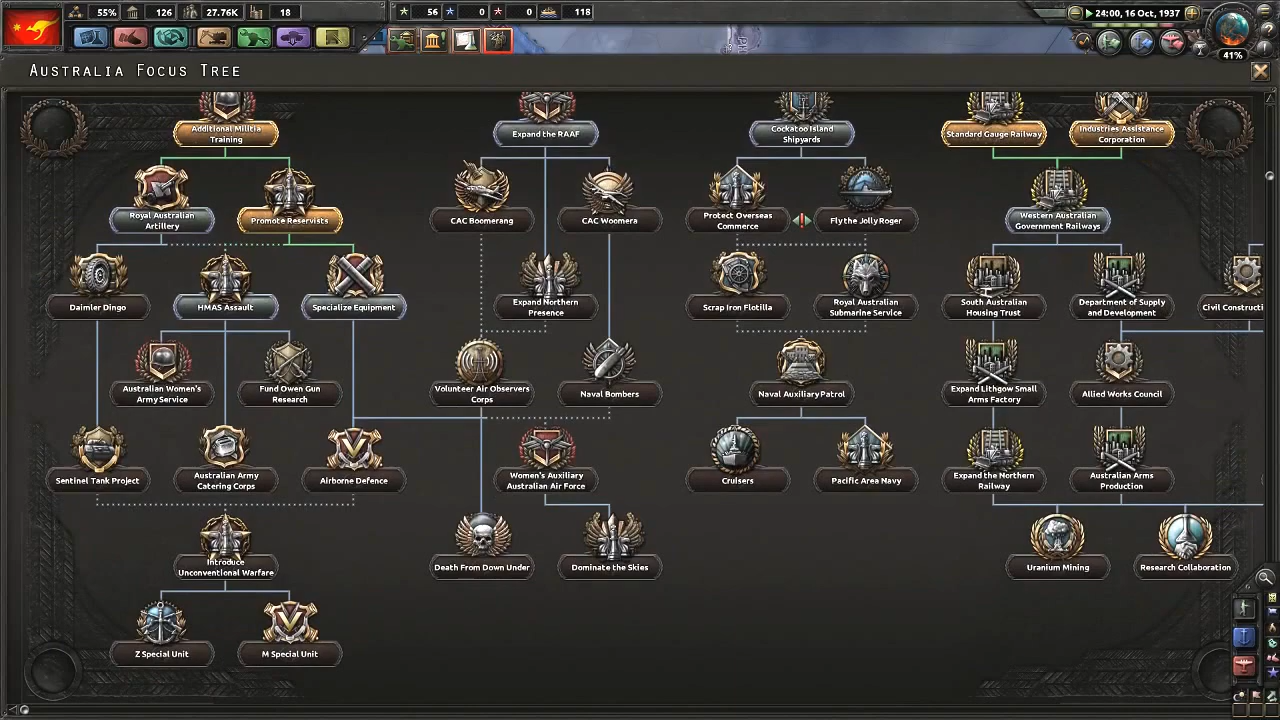 55%
126
27.76K
18
56
0
0
118
24:00, 16 Oct, 1937
41%
Australia Focus Tree
Additional Militia
Training
Expand the RAAF
Cockatoo Island
Shipyards
Standard Gauge Railway
Industries Assistance
Corporation
Royal Australian
Artillery
Promote Reservists
CAC Boomerang
CAC Woomera
Protect Overseas
Commerce
Fly the Jolly Roger
Western Australian
Government Railways
Daimler Dingo
HMAS Assault
Specialize Equipment
Expand Northern
Presence
Scrap Iron Flotilla
Royal Australian
Submarine Service
South Australian
Housing Trust
Department of Supply
and Development
Civil Constructi
Australian Women's
Army Service
Fund Owen Gun
Research
Volunteer Air Observers
Corps
Naval Bombers
Naval Auxiliary Patrol
Expand Lithgow Small
Arms Factory
Allied Works Council
Sentinel Tank Project
Australian Army
Catering Corps
Airborne Defence
Women's Auxiliary
Australian Air Force
Cruisers
Pacific Area Navy
Expand the Northern
Railway
Australian Arms
Production
Introduce
Unconventional Warfare
Death From Down Under
Dominate the Skies
Uranium Mining
Research Collaboration
Z Special Unit
M Special Unit